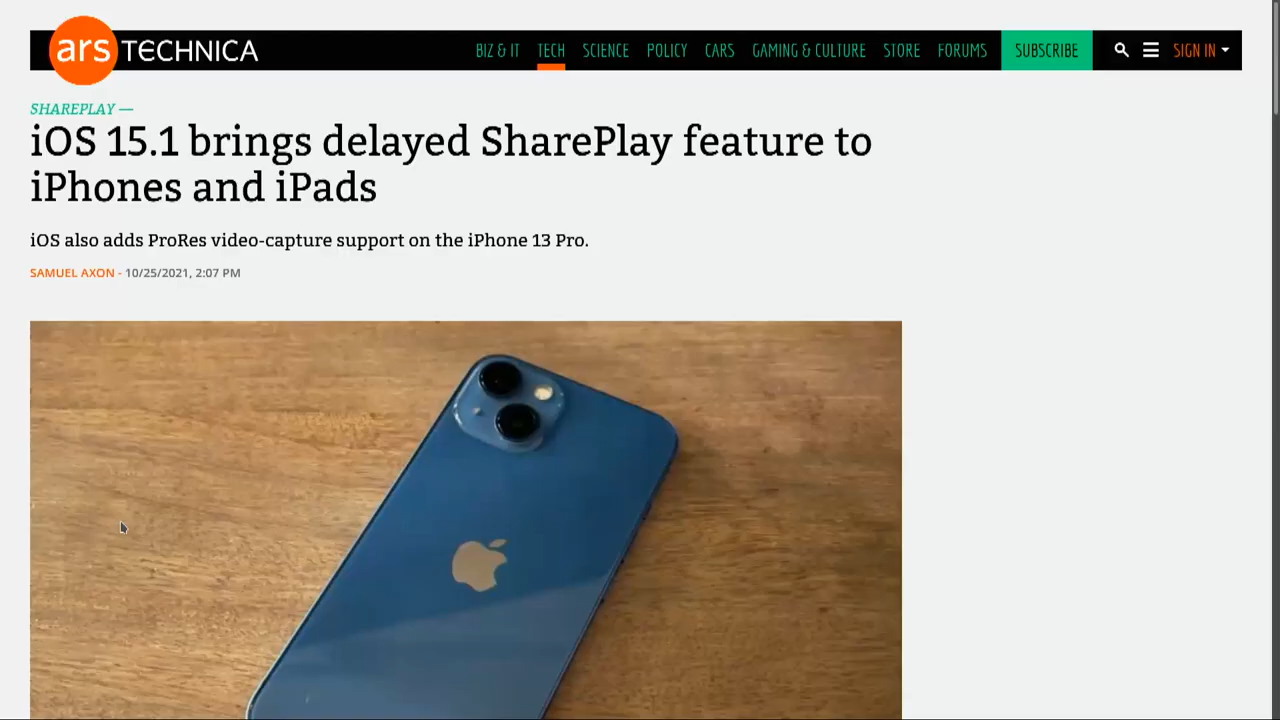 ars TECHNICA
BIZ & IT TECH SCIENCE POLICY CARS GAMING & CULTURE STORE FORUMS SUBSCRIBE SIGN IN
SHAREPLAY —
iOS 15.1 brings delayed SharePlay feature to
iPhones and iPads
iOS also adds ProRes video-capture support on the iPhone 13 Pro.
SAMUEL AXON - 10/25/2021, 2:07 PM